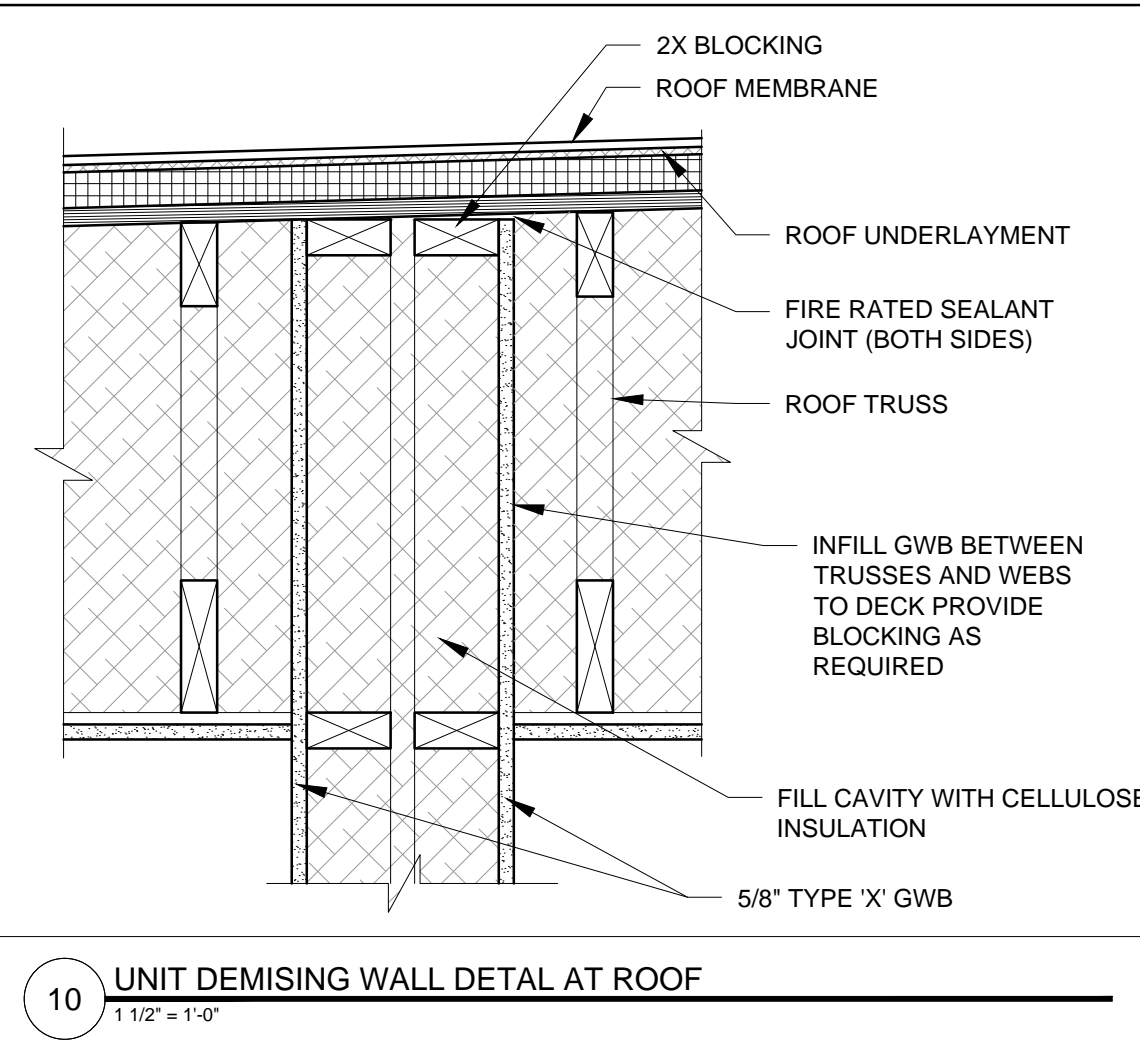 2X BLOCKING
ROOF MEMBRANE
ROOF UNDERLAYMENT
FIRE RATED SEALANT
JOINT (BOTH SIDES)
ROOF TRUSS
INFILL GWB BETWEEN
TRUSSES AND WEBS
TO DECK PROVIDE
BLOCKING AS
REQUIRED
FILL CAVITY WITH CELLULOSE
INSULATION
5/8" TYPE 'X' GWB
10
UNIT DEMISING WALL DETAL AT ROOF
1 1/2" = 1'-0"